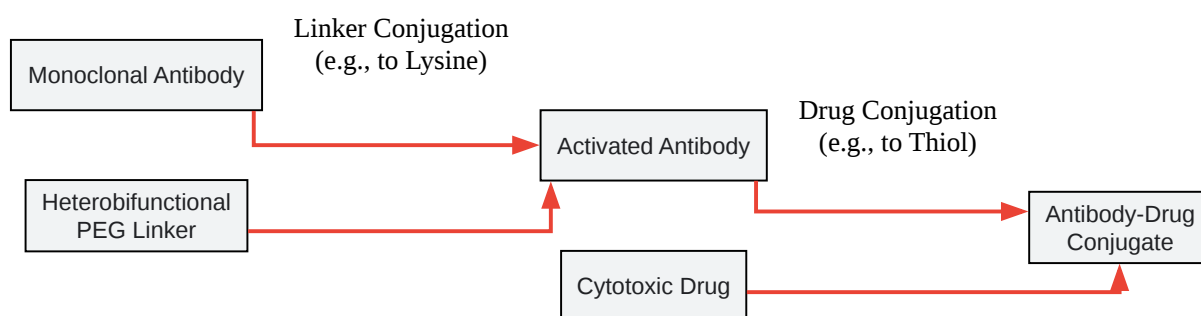 Linker Conjugation
(e.g., to Lysine)
Monoclonal Antibody
Drug Conjugation
(e.g., to Thiol)
Activated Antibody
Heterobifunctional
PEG Linker
Antibody-Drug
Conjugate
Cytotoxic Drug